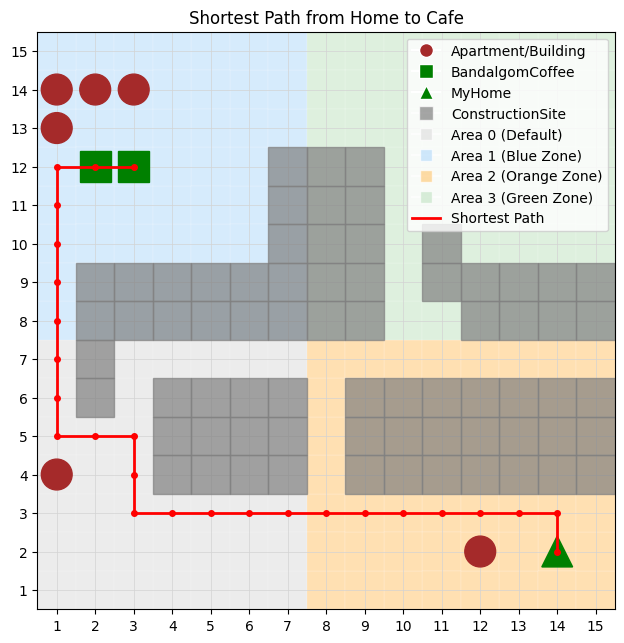 Shortest Path from Home to Cafe
Apartment/Building
BandalgomCoffee
MyHome
ConstructionSite
Area 0 (Default)
Area 1 (Blue Zone)
Area 2 (Orange Zone)
Area 3 (Green Zone)
Shortest Path
15
14
13
12
11
10
9
8
7
6
5
4
3
2
1
1 2 3 4 5 6 7 8 9 10 11 12 13 14 15